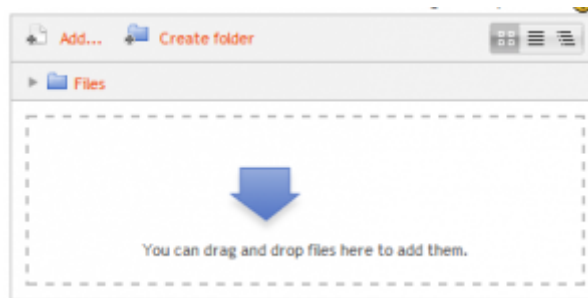 Add... Create folder
Files
You can drag and drop files here to add them.